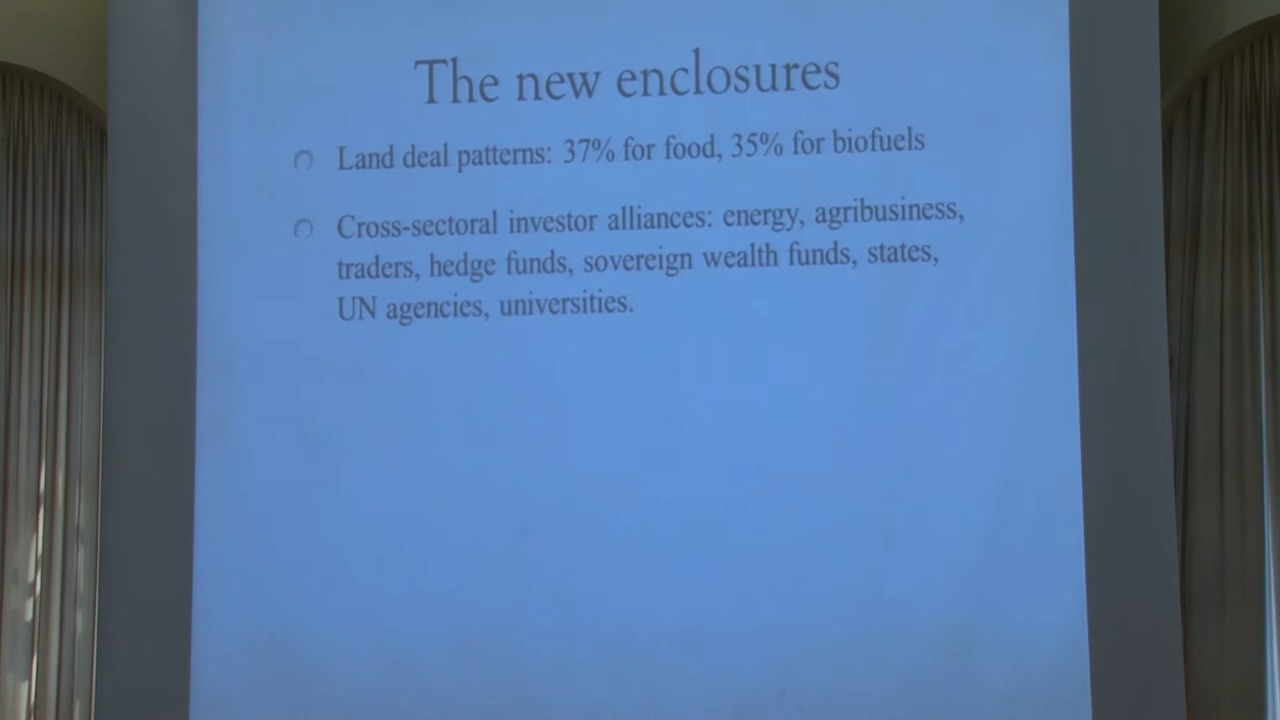 The new enclosures
Land deal patterns: 37% for food, 35% for biofuels
Cross-sectoral investor alliances: energy, agribusiness,
traders, hedge funds, sovereign wealth funds, states,
UN agencies, universities.